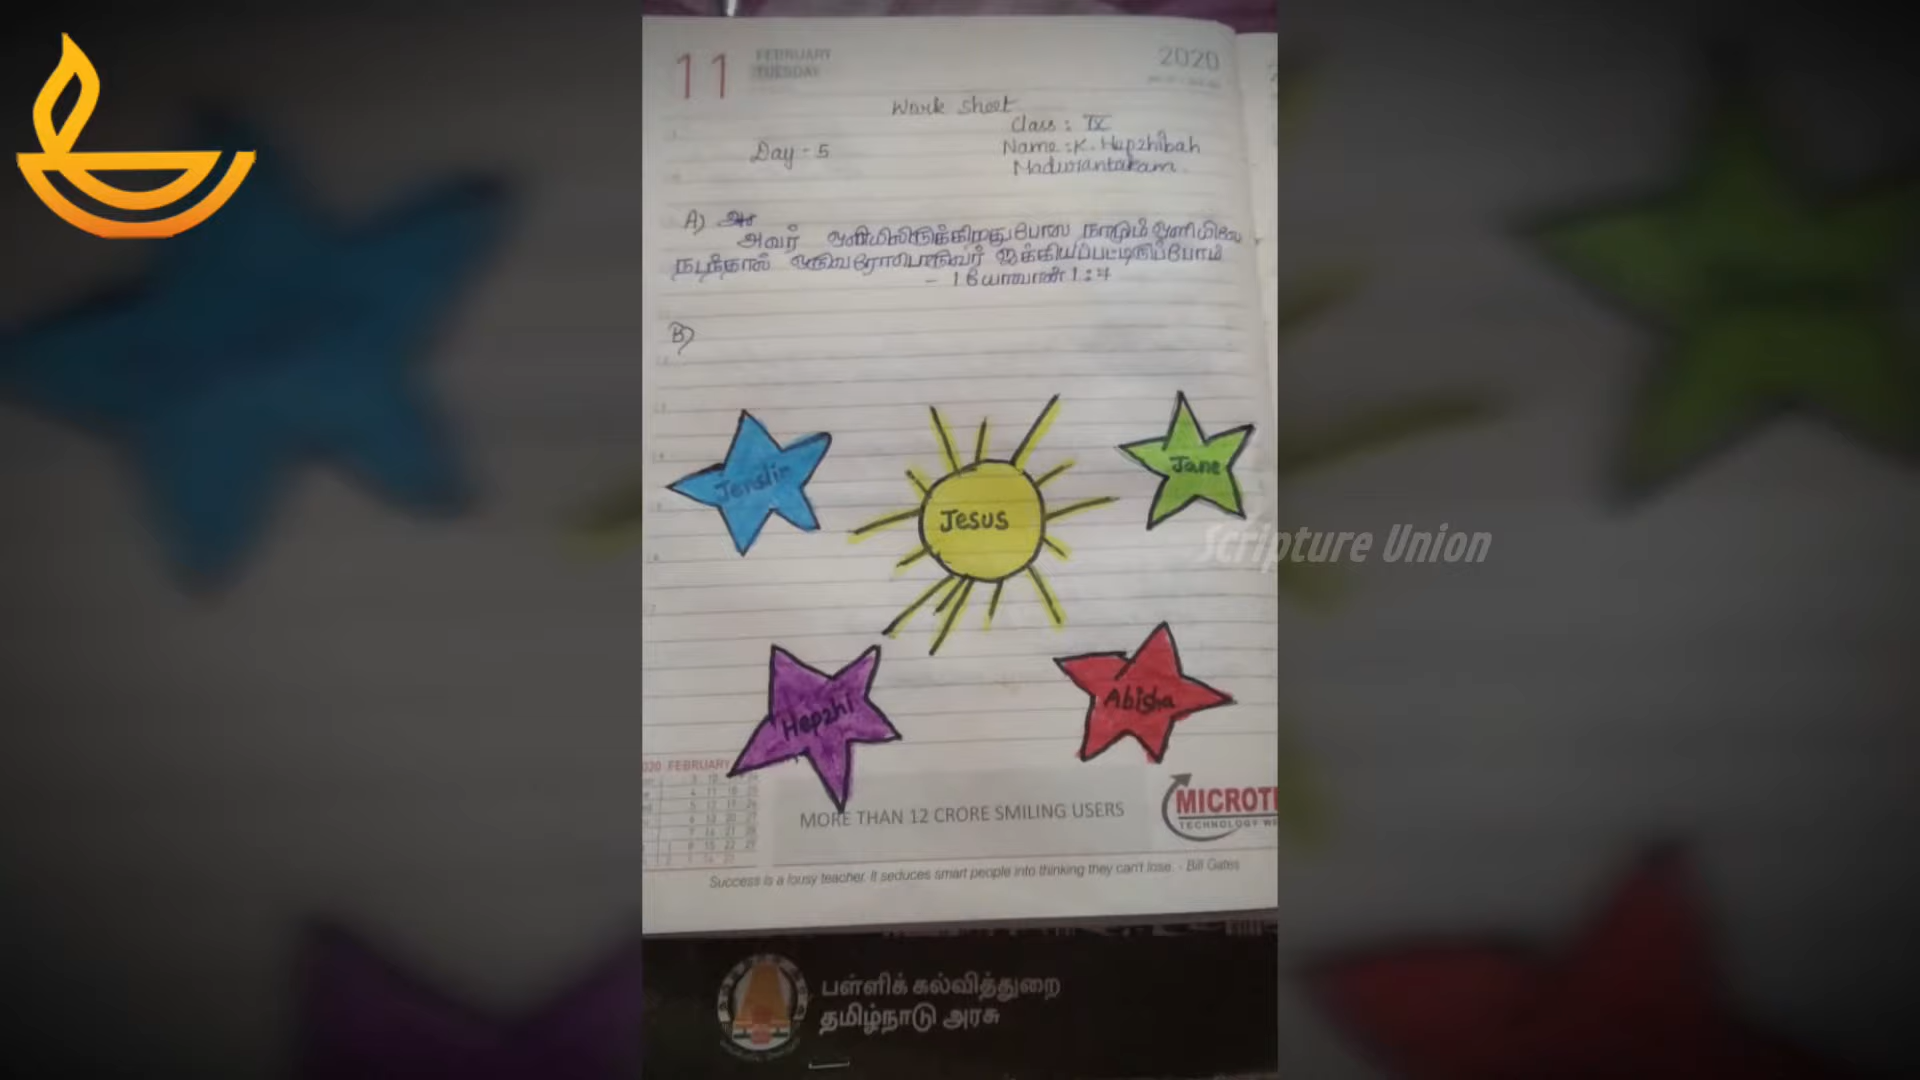 11 FEBRUARY
TUESDAY
2020
Work Sheet
Class : IX
Day - 5
Name : K. Hepzhibah
Madurantakam.
A) அவ
அவர் ஒளியிலிருக்கிறதுபோல நாமும் ஒளியிலே
நடந்தால் ஒருவரோடொருவர் ஐக்கியப்பட்டிருப்போம்
- 1 யோவான் 1 : 7
B)
Jenslin
Jesus
Jane
Scripture Union
Hepzhi
Abisha
2020 FEBRUARY
MORE THAN 12 CRORE SMILING USERS
MICROT
Success is a lousy teacher. It seduces smart people into thinking they can't lose. - Bill Gates
பள்ளிக் கல்வித்துறை
தமிழ்நாடு அரசு